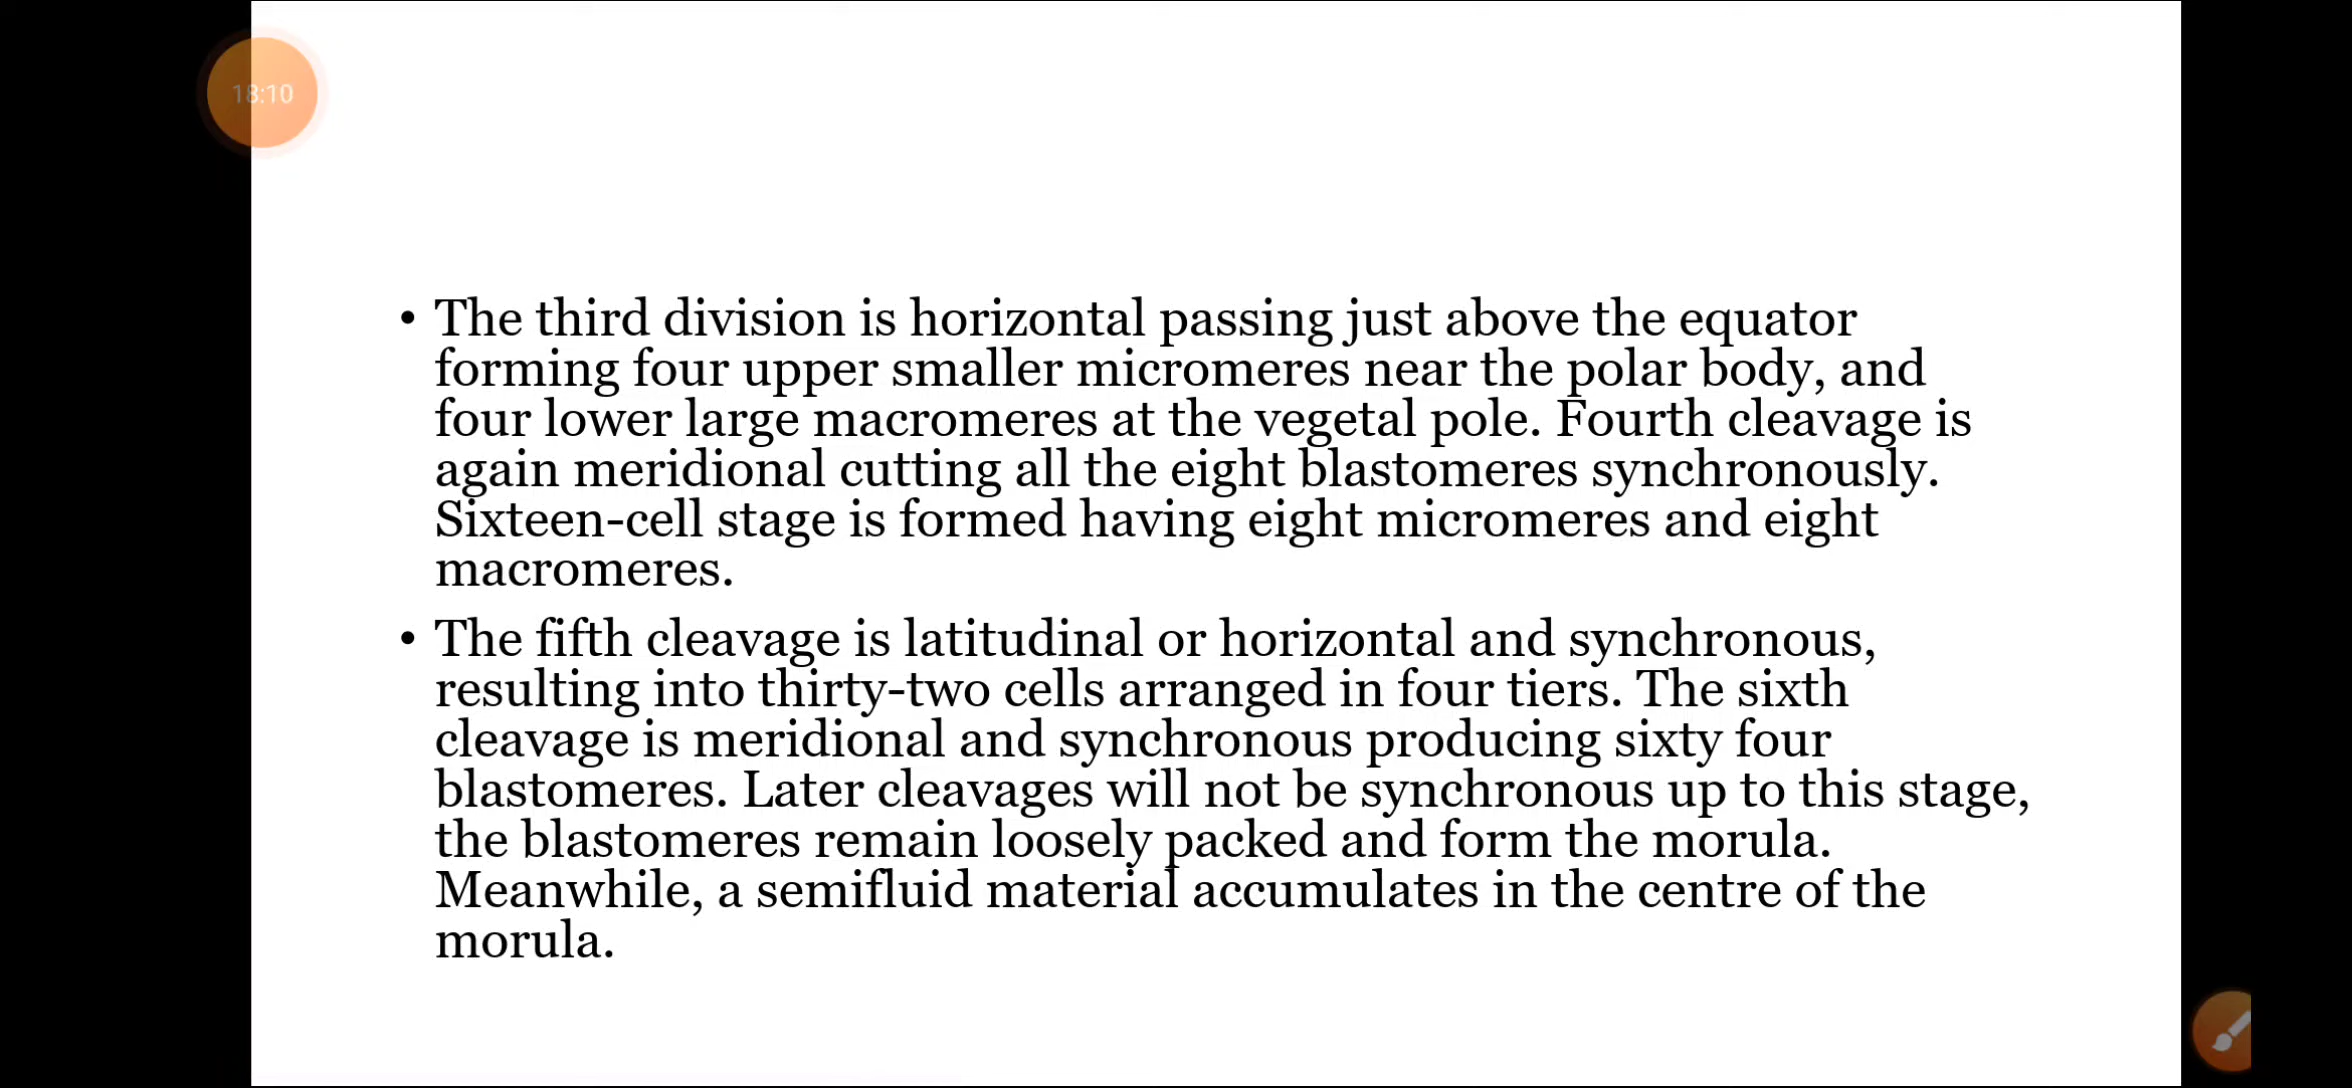 18:10
• The third division is horizontal passing just above the equator
forming four upper smaller micromeres near the polar body, and
four lower large macromeres at the vegetal pole. Fourth cleavage is
again meridional cutting all the eight blastomeres synchronously.
Sixteen-cell stage is formed having eight micromeres and eight
macromeres.
• The fifth cleavage is latitudinal or horizontal and synchronous,
resulting into thirty-two cells arranged in four tiers. The sixth
cleavage is meridional and synchronous producing sixty four
blastomeres. Later cleavages will not be synchronous up to this stage,
the blastomeres remain loosely packed and form the morula.
Meanwhile, a semifluid material accumulates in the centre of the
morula.